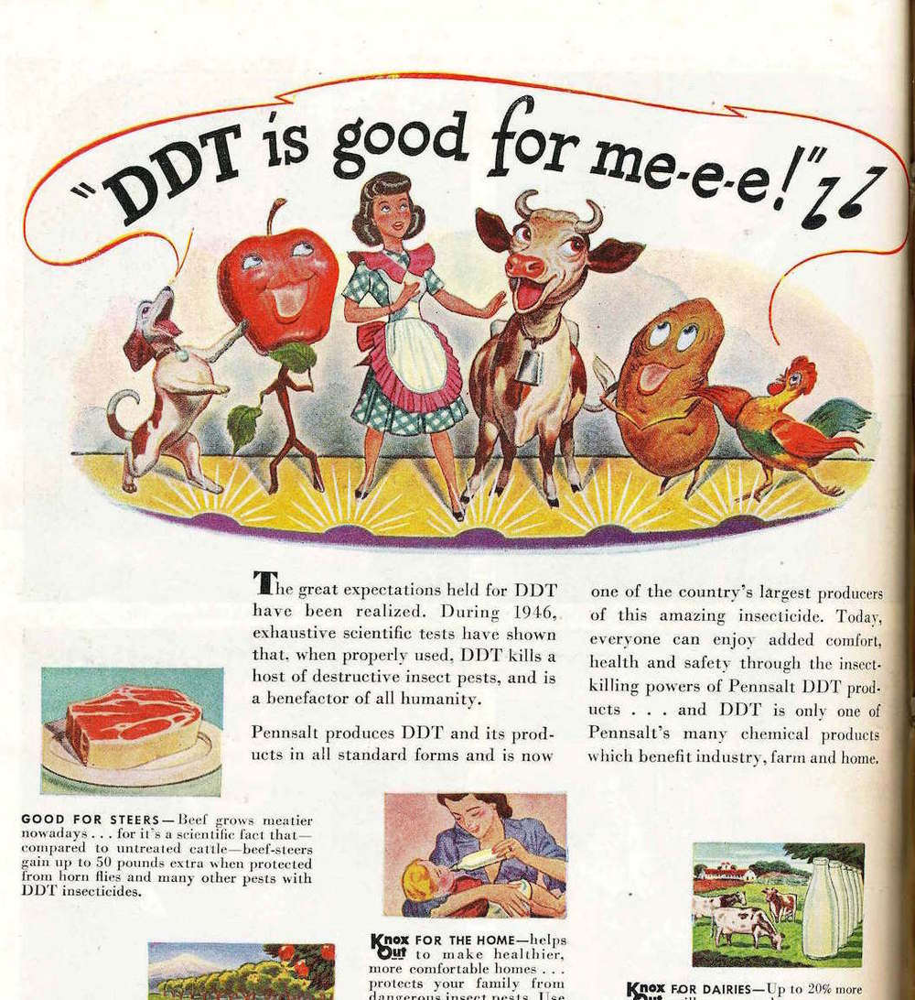 "DDT is good for me-e-e!"
The great expectations held for DDT
have been realized. During 1946,
exhaustive scientific tests have shown
that, when properly used, DDT kills a
host of destructive insect pests, and is
a benefactor of all humanity.
Pennsalt produces DDT and its prod-
ucts in all standard forms and is now
one of the country's largest producers
of this amazing insecticide. Today,
everyone can enjoy added comfort,
health and safety through the insect-
killing powers of Pennsalt DDT prod-
ucts . . . and DDT is only one of
Pennsalt's many chemical products
which benefit industry, farm and home.
GOOD FOR STEERS—Beef grows meatier
nowadays . . . for it's a scientific fact that—
compared to untreated cattle—beef-steers
gain up to 50 pounds extra when protected
from horn flies and many other pests with
DDT insecticides.
Knox Out FOR THE HOME—helps
to make healthier,
more comfortable homes . . .
protects your family from
dangerous insect pests. Use
Knox Out FOR DAIRIES—Up to 20% more